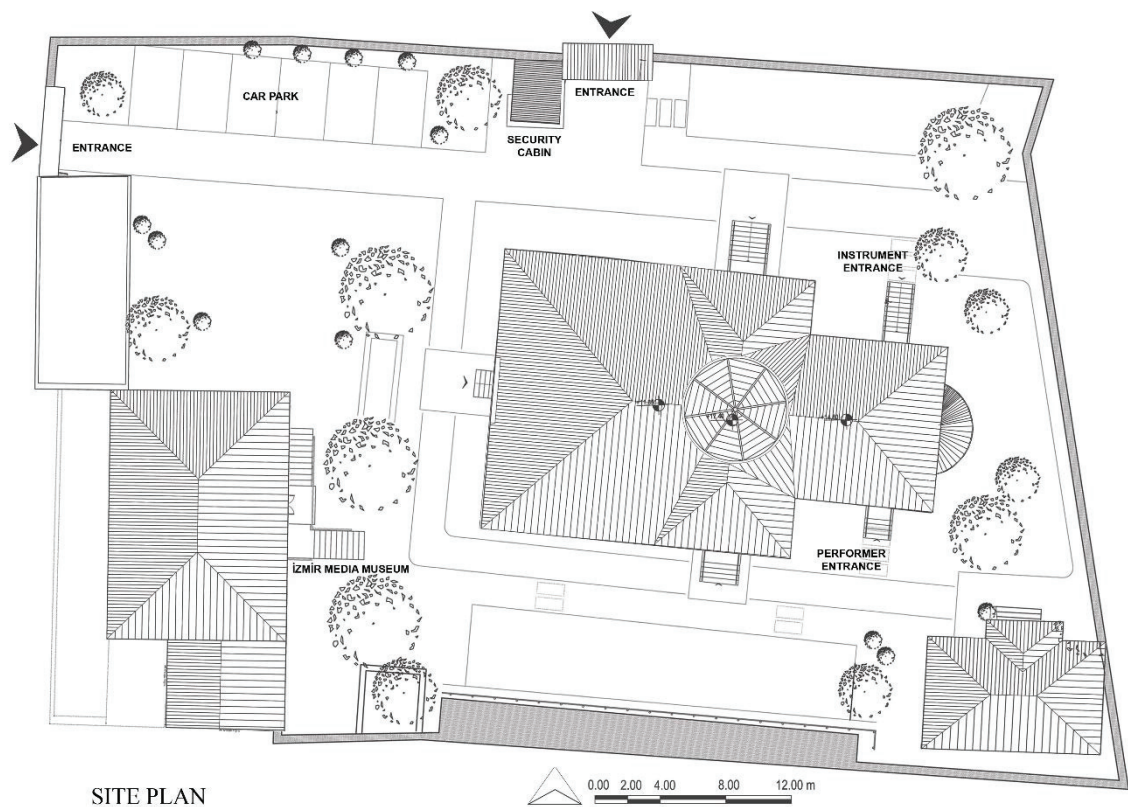 CAR PARK
ENTRANCE
ENTRANCE
SECURITY
CABIN
INSTRUMENT
ENTRANCE
PERFORMER
ENTRANCE
İZMİR MEDIA MUSEUM
SITE PLAN
0.00 2.00 4.00 8.00 12.00 m